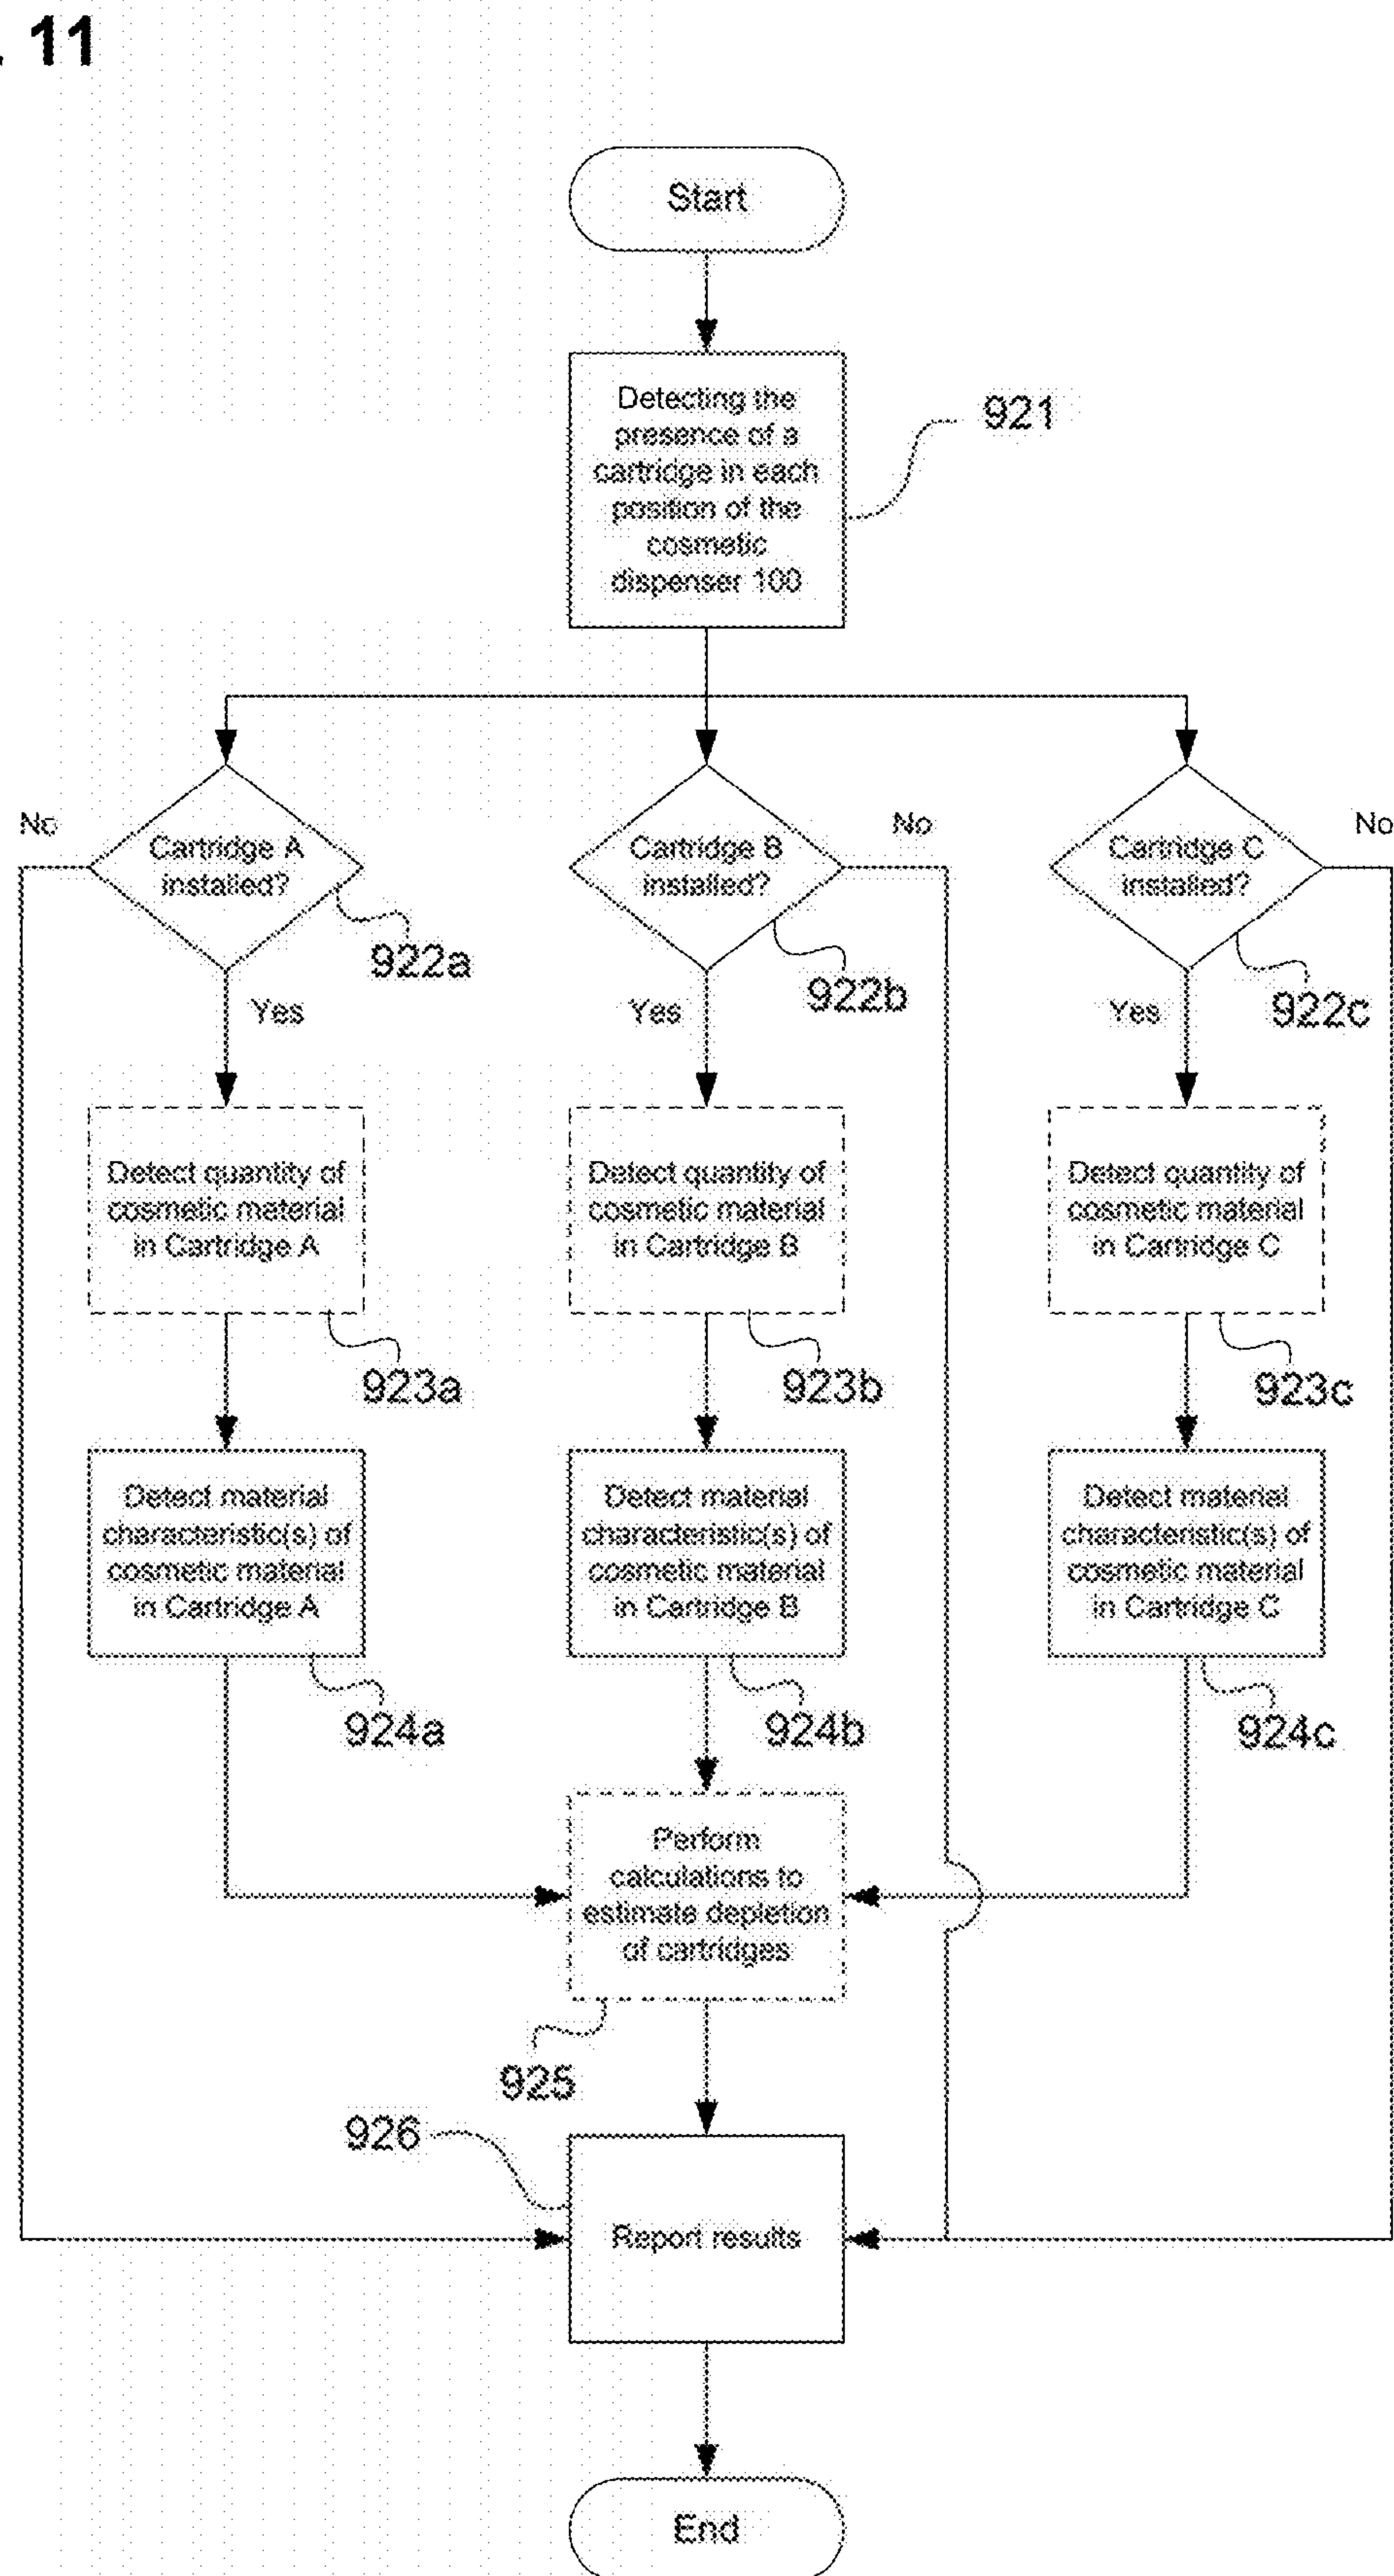 . 11
Start
Detecting the
presence of a
cartridge in each
position of the
cosmetic
dispenser 100
921
No
Cartridge A
installed?
922a
Yes
Cartridge B
installed?
No
922b
Yes
Cartridge C
installed?
No
922c
Yes
Detect quantity of
cosmetic material
in Cartridge A
923a
Detect quantity of
cosmetic material
in Cartridge B
923b
Detect quantity of
cosmetic material
in Cartridge C
923c
Detect material
characteristic(s) of
cosmetic material
in Cartridge A
924a
Detect material
characteristic(s) of
cosmetic material
in Cartridge B
924b
Detect material
characteristic(s) of
cosmetic material
in Cartridge C
924c
Perform
calculations to
estimate depletion
of cartridges
925
926
Report results
End